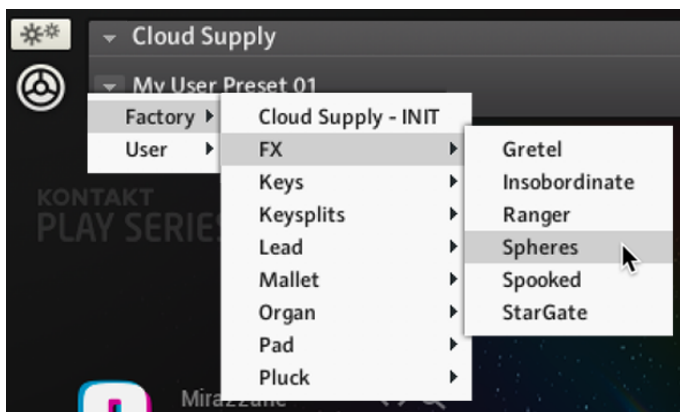 Cloud Supply
My User Preset 01
Factory
User
Cloud Supply - INIT
FX
Keys
Keysplits
Lead
Mallet
Organ
Pad
Pluck
Gretel
Insobordinate
Ranger
Spheres
Spooked
StarGate
KONTAKT
PLAY SERIES